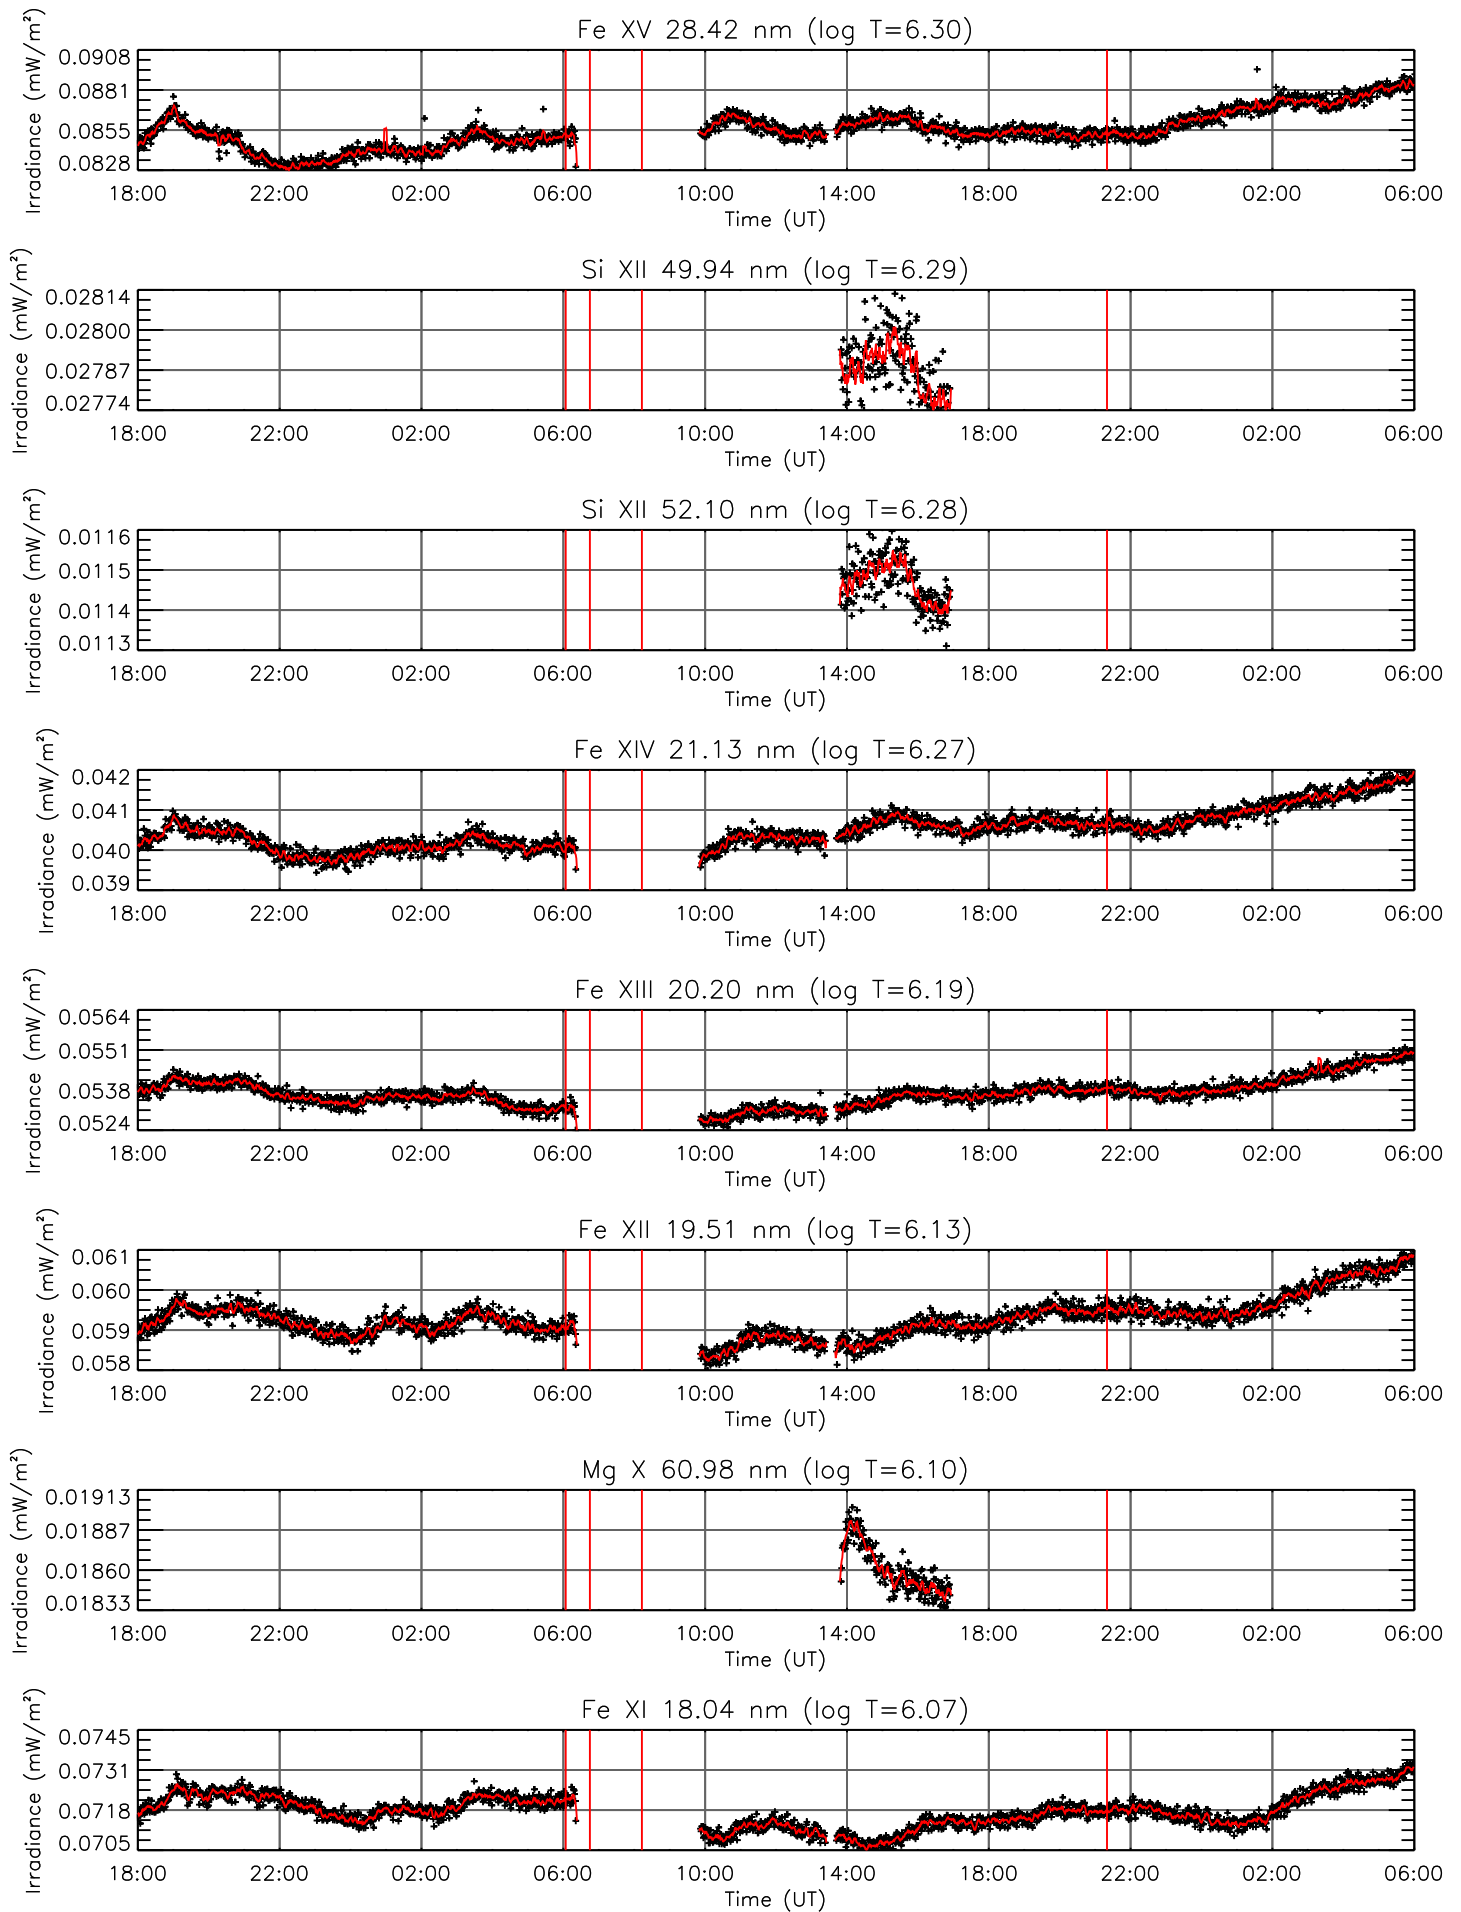 Fe XV 28.42 nm (log T=6.30)
Irradiance (mW/m²)
0.0908
0.0881
0.0855
0.0828
18:00 22:00 02:00 06:00 10:00 14:00 18:00 22:00 02:00 06:00
Time (UT)
Si XII 49.94 nm (log T=6.29)
Irradiance (mW/m²)
0.02814
0.02800
0.02787
0.02774
18:00 22:00 02:00 06:00 10:00 14:00 18:00 22:00 02:00 06:00
Time (UT)
Si XII 52.10 nm (log T=6.28)
Irradiance (mW/m²)
0.0116
0.0115
0.0114
0.0113
18:00 22:00 02:00 06:00 10:00 14:00 18:00 22:00 02:00 06:00
Time (UT)
Fe XIV 21.13 nm (log T=6.27)
Irradiance (mW/m²)
0.042
0.041
0.040
0.039
18:00 22:00 02:00 06:00 10:00 14:00 18:00 22:00 02:00 06:00
Time (UT)
Fe XIII 20.20 nm (log T=6.19)
Irradiance (mW/m²)
0.0564
0.0551
0.0538
0.0524
18:00 22:00 02:00 06:00 10:00 14:00 18:00 22:00 02:00 06:00
Time (UT)
Fe XII 19.51 nm (log T=6.13)
Irradiance (mW/m²)
0.061
0.060
0.059
0.058
18:00 22:00 02:00 06:00 10:00 14:00 18:00 22:00 02:00 06:00
Time (UT)
Mg X 60.98 nm (log T=6.10)
Irradiance (mW/m²)
0.01913
0.01887
0.01860
0.01833
18:00 22:00 02:00 06:00 10:00 14:00 18:00 22:00 02:00 06:00
Time (UT)
Fe XI 18.04 nm (log T=6.07)
Irradiance (mW/m²)
0.0745
0.0731
0.0718
0.0705
18:00 22:00 02:00 06:00 10:00 14:00 18:00 22:00 02:00 06:00
Time (UT)